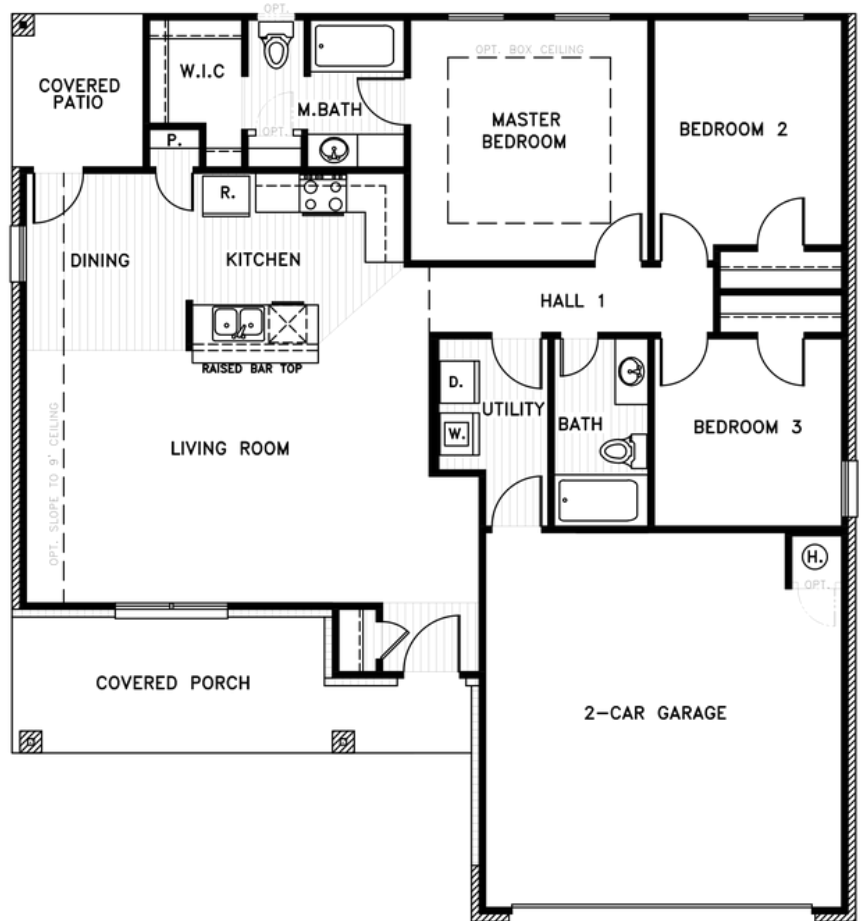 OPT.
W.I.C
COVERED
PATIO
M.BATH
OPT.
P.
OPT. BOX CEILING
MASTER
BEDROOM
BEDROOM 2
R.
DINING
KITCHEN
HALL 1
RAISED BAR TOP
D.
UTILITY
W.
BATH
BEDROOM 3
LIVING ROOM
OPT. SLOPE TO 9' CEILING
H.
OPT.
COVERED PORCH
2-CAR GARAGE